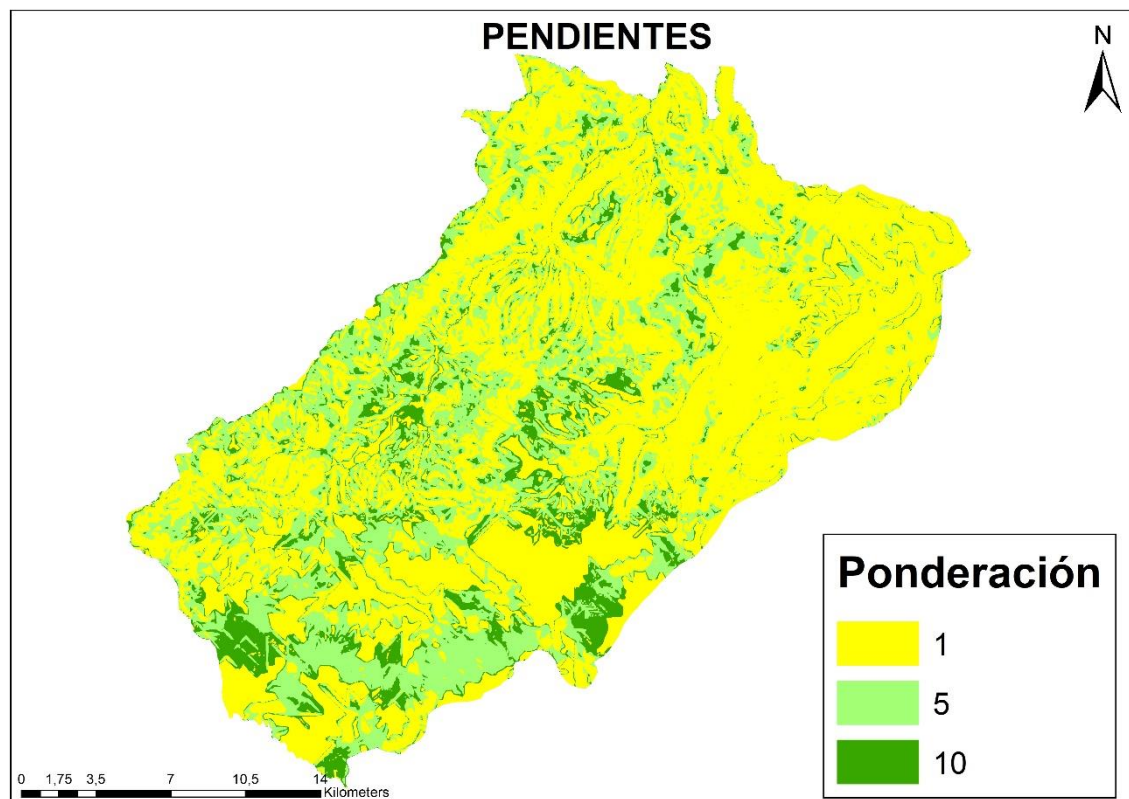 PENDIENTES
N
Ponderación
1
5
10
0 1,75 3,5 7 10,5 14
Kilometers